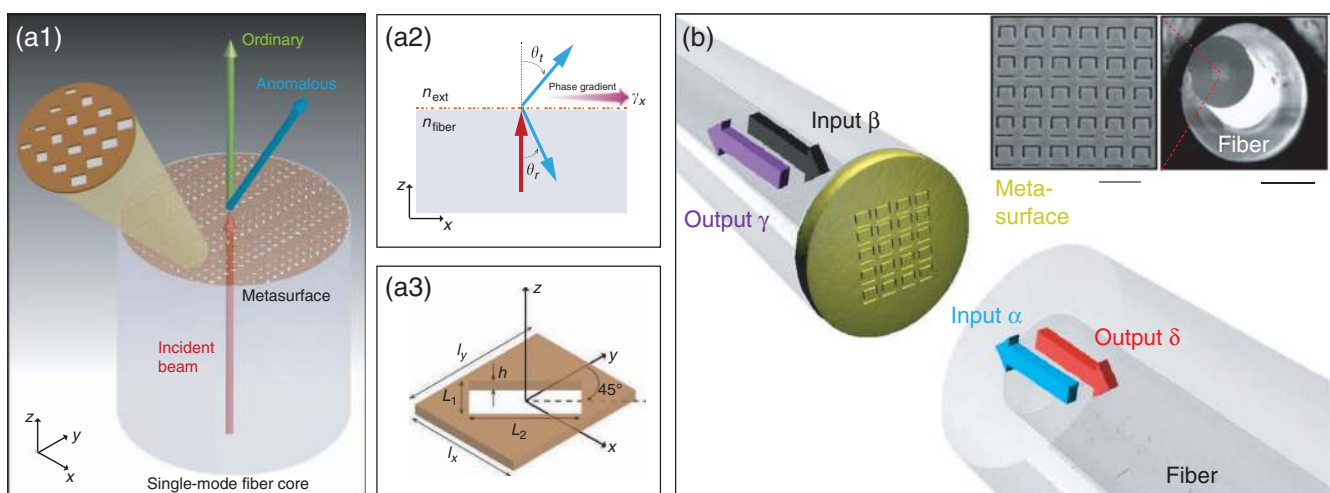 (a1)
Ordinary
Anomalous
Metasurface
Incident
beam
z
y
x
Single-mode fiber core
(a2)
θt
Phase gradient
γx
next
nfiber
θr
z
x
(a3)
z
ly
y
h
45°
L1
L2
lx
x
(b)
Input β
Output γ
Fiber
Meta-
surface
Input α
Output δ
Fiber